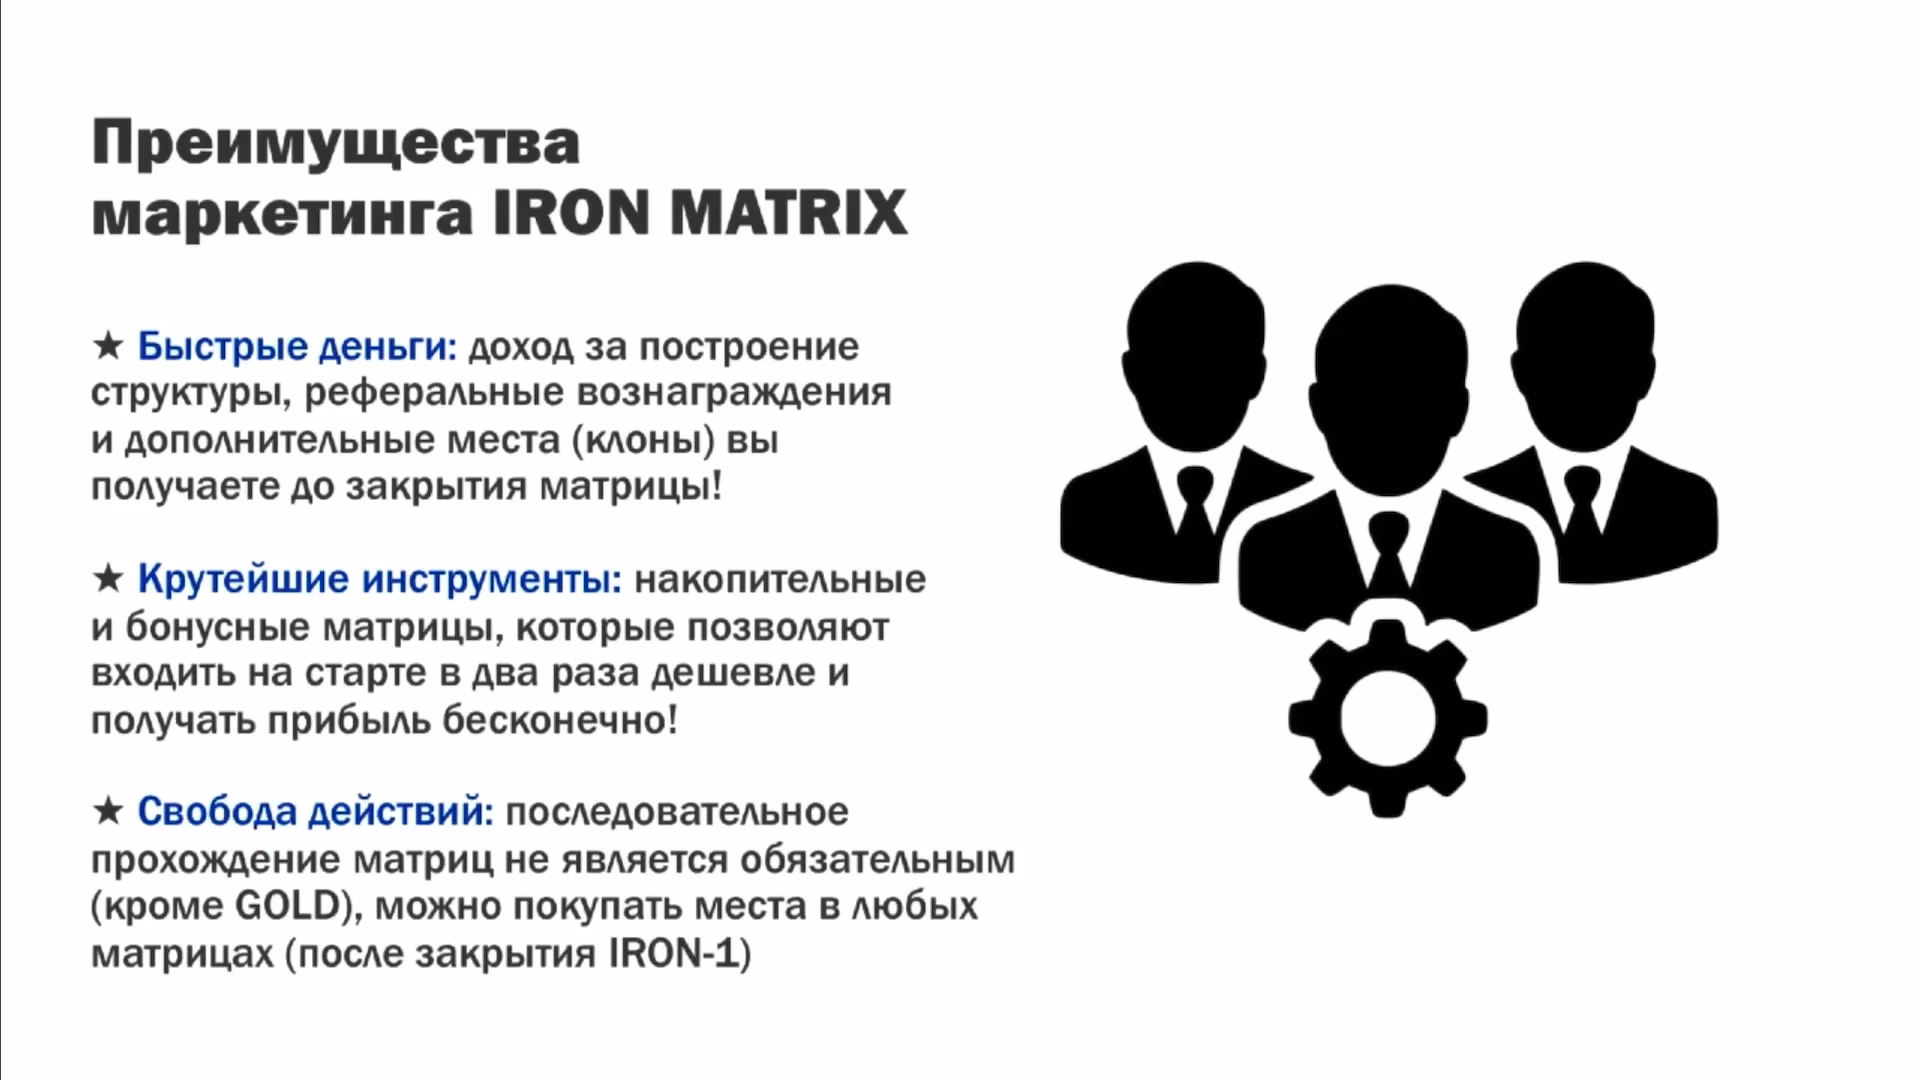 Преимущества
маркетинга IRON MATRIX
★ Быстрые деньги: доход за построение
структуры, реферальные вознаграждения
и дополнительные места (клоны) вы
получаете до закрытия матрицы!
★ Крутейшие инструменты: накопительные
и бонусные матрицы, которые позволяют
входить на старте в два раза дешевле и
получать прибыль бесконечно!
★ Свобода действий: последовательное
прохождение матриц не является обязательным
(кроме GOLD), можно покупать места в любых
матрицах (после закрытия IRON-1)